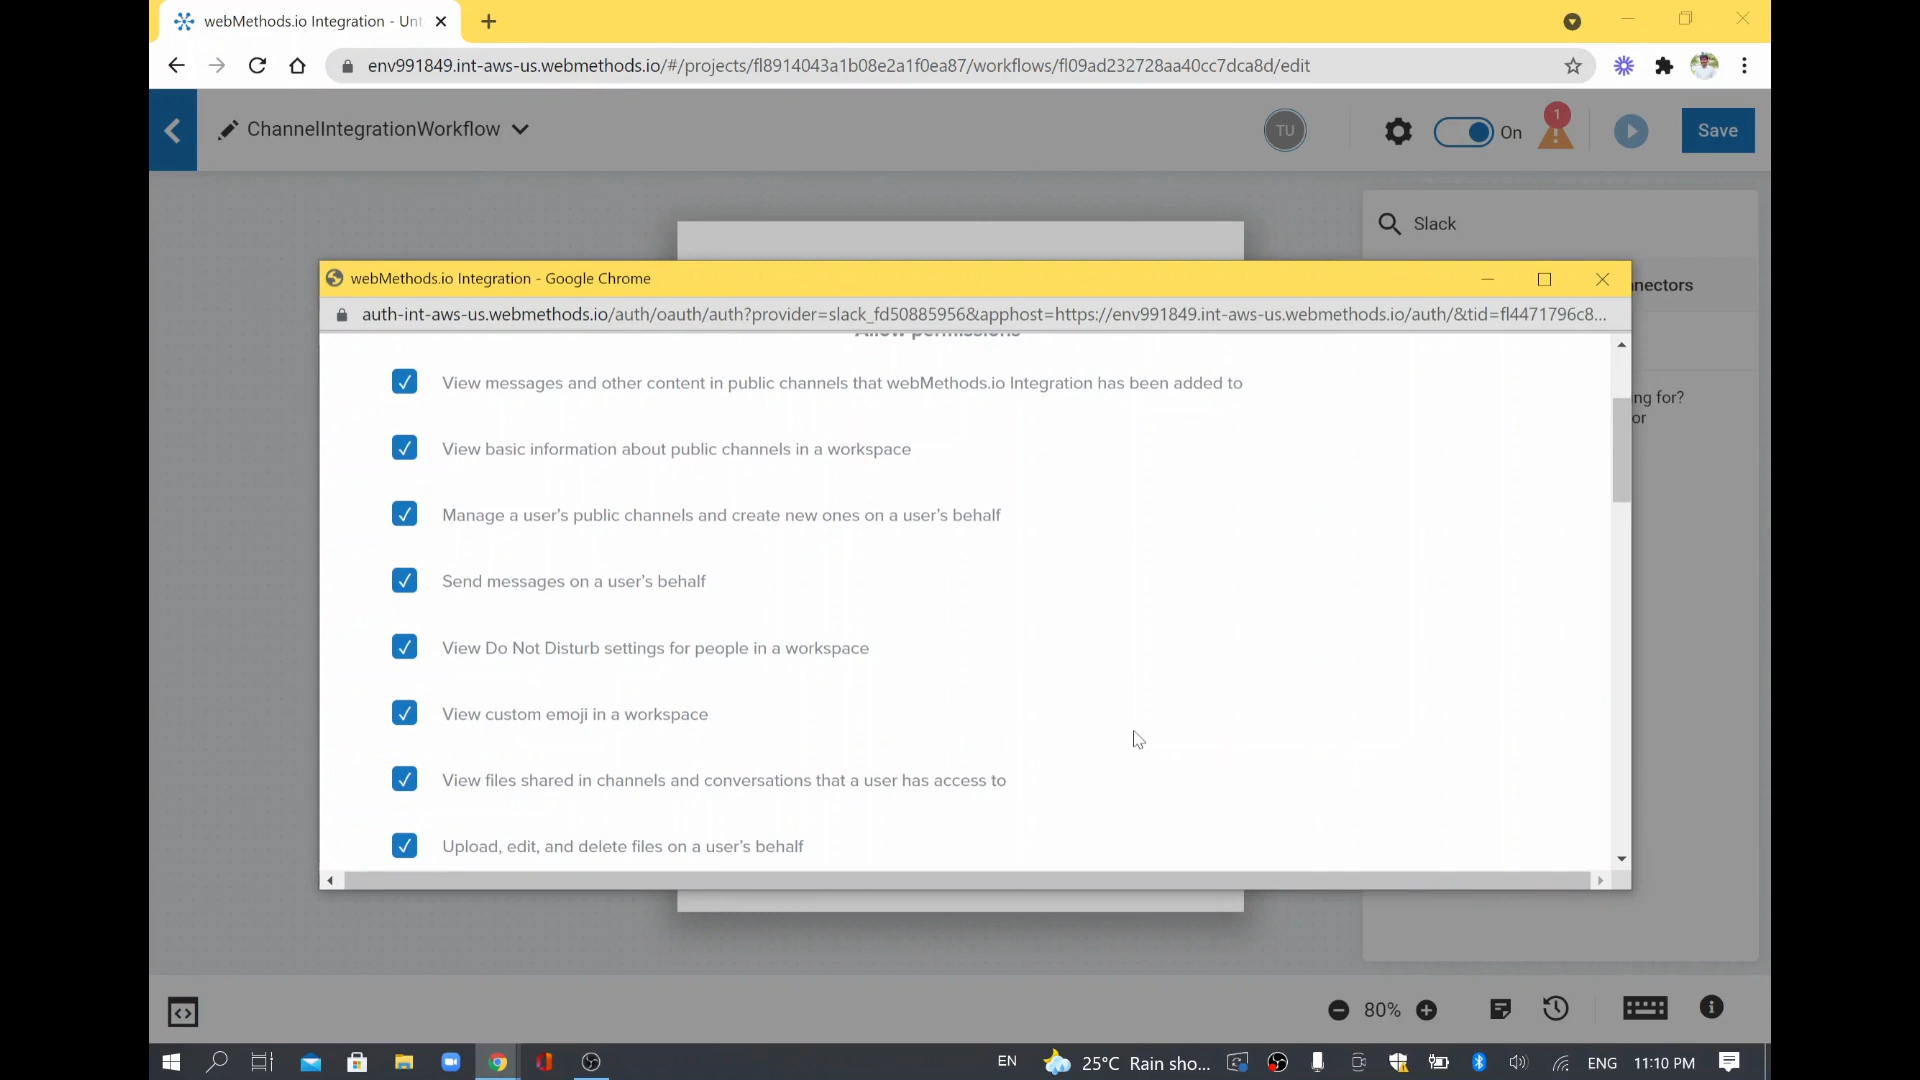 webMethods.io Integration - Unt
env991849.int-aws-us.webmethods.io/#/projects/fl8914043a1b08e2a1f0ea87/workflows/fl09ad232728aa40cc7dca8d/edit
ChannelIntegrationWorkflow
TU
On
1
Save
Slack
nnectors
ng for?
or
webMethods.io Integration - Google Chrome
auth-int-aws-us.webmethods.io/auth/oauth/auth?provider=slack_fd50885956&apphost=https://env991849.int-aws-us.webmethods.io/auth/&tid=fl4471796c8...
Allow permissions
View messages and other content in public channels that webMethods.io Integration has been added to
View basic information about public channels in a workspace
Manage a user's public channels and create new ones on a user's behalf
Send messages on a user's behalf
View Do Not Disturb settings for people in a workspace
View custom emoji in a workspace
View files shared in channels and conversations that a user has access to
Upload, edit, and delete files on a user's behalf
80%
EN
25°C Rain sho...
ENG
11:10 PM